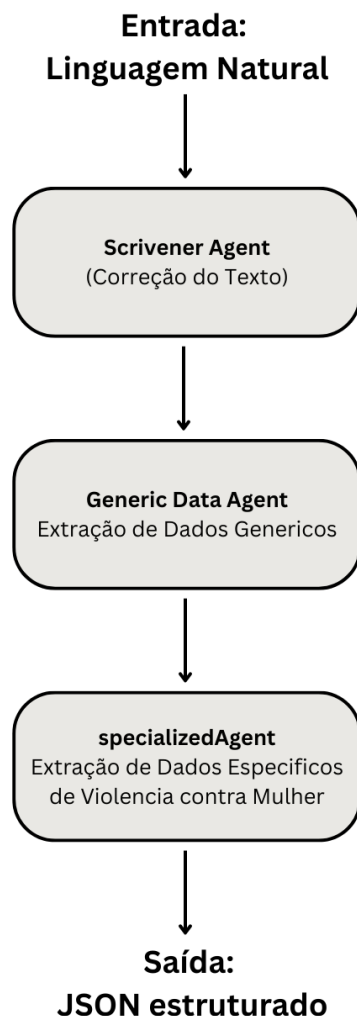 Entrada:
Linguagem Natural
Scrivener Agent
(Correção do Texto)
Generic Data Agent
Extração de Dados Genericos
specializedAgent
Extração de Dados Especificos
de Violencia contra Mulher
Saída:
JSON estruturado